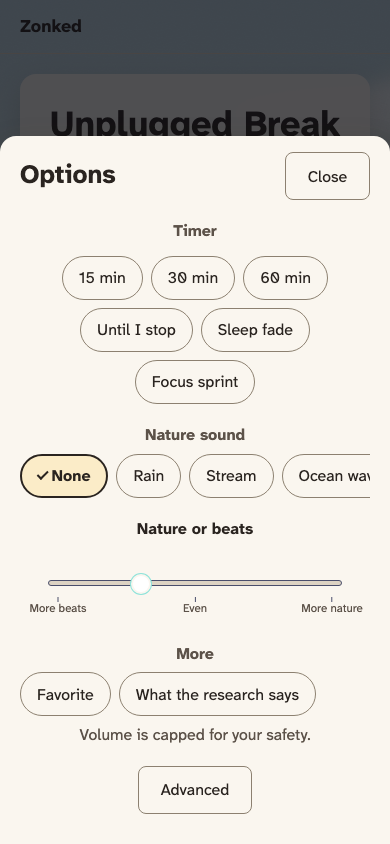 Zonked
Unplugged Break
Options
Close
Timer
15 min
30 min
60 min
Until I stop
Sleep fade
Focus sprint
Nature sound
✓ None
Rain
Stream
Ocean wav
Nature or beats
More beats
Even
More nature
More
Favorite
What the research says
Volume is capped for your safety.
Advanced